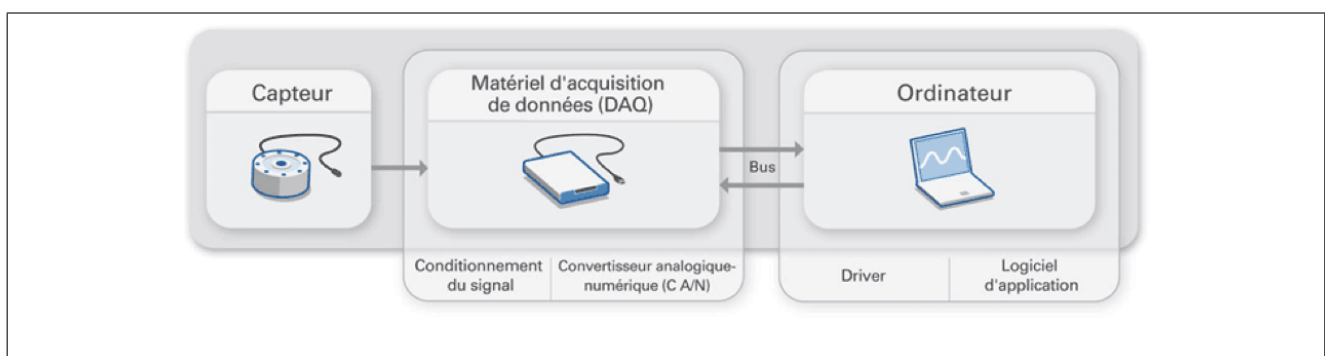 Capteur
Matériel d'acquisition
de données (DAQ)
Bus
Ordinateur
Conditionnement
du signal
Convertisseur analogique-
numérique (C A/N)
Driver
Logiciel
d'application